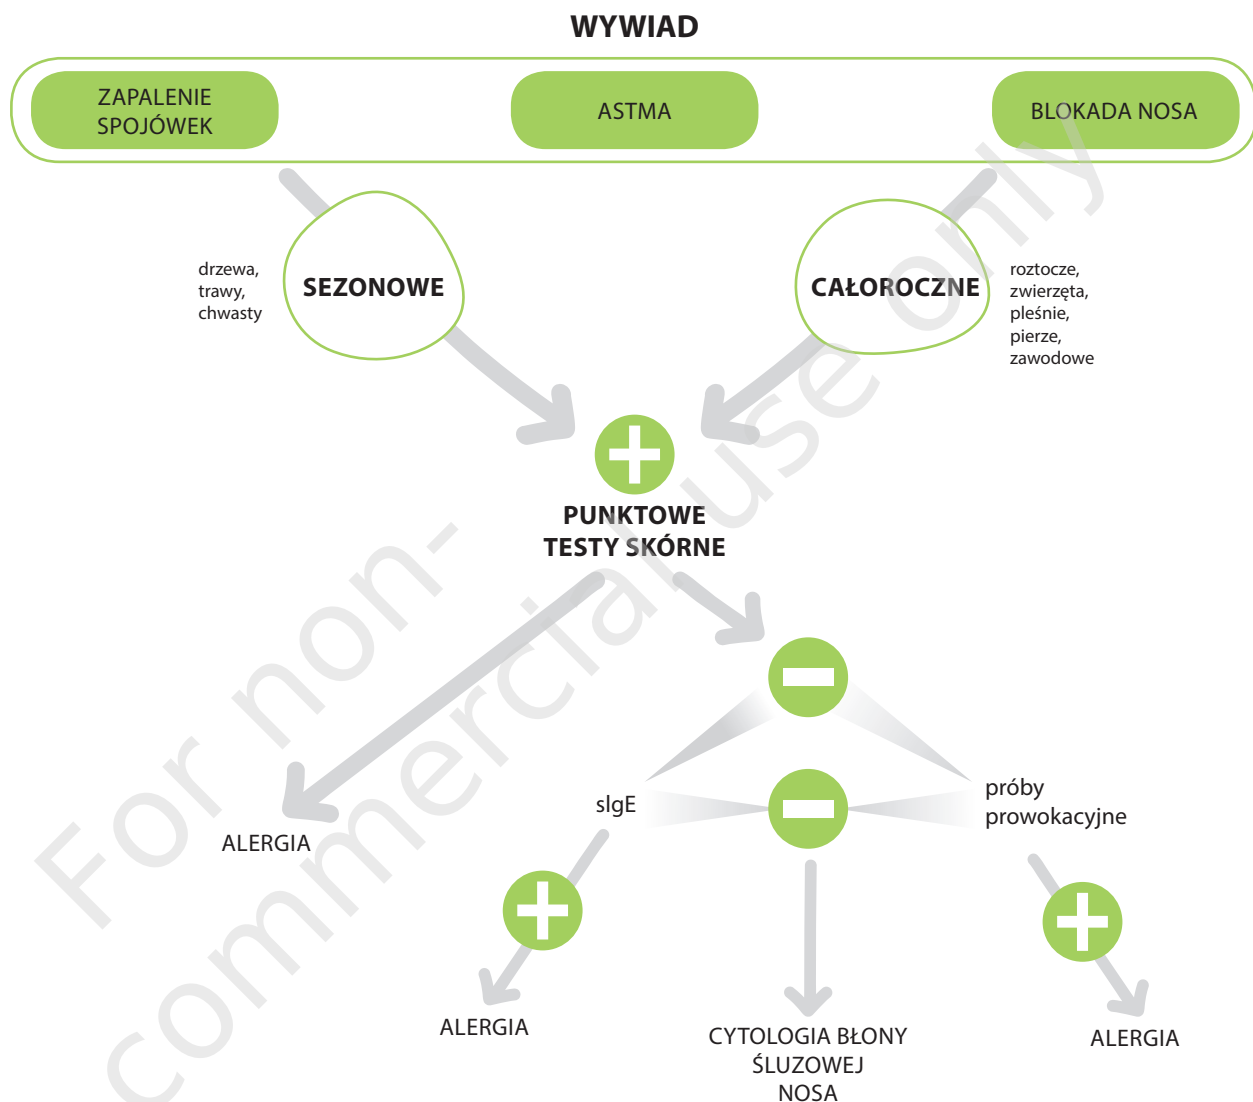 WYWIAD
ZAPALENIE
SPOJÓWEK
ASTMA
BLOKADA NOSA
drzewa,
trawy,
chwasty
SEZONOWE
CAŁOROCZNE
roztocze,
zwierzęta,
pleśnie,
pierze,
zawodowe
PUNKTOWE
TESTY SKÓRNE
sIgE
próby
prowokacyjne
ALERGIA
ALERGIA
CYTOLOGIA BŁONY
ŚLUZOWEJ
NOSA
ALERGIA
For non-
commercial use only